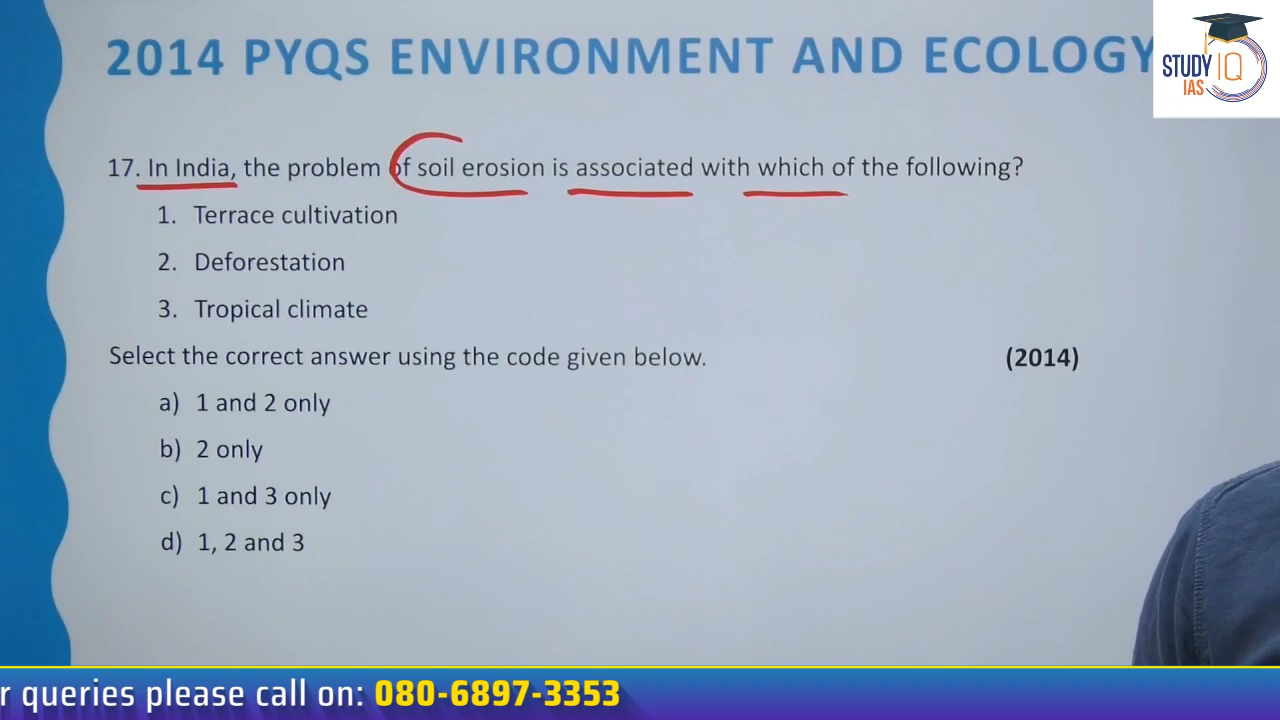 2014 PYQS ENVIRONMENT AND ECOLOGY
STUDY IQ
IAS
17. In India, the problem of soil erosion is associated with which of the following?
1. Terrace cultivation
2. Deforestation
3. Tropical climate
Select the correct answer using the code given below. (2014)
a) 1 and 2 only
b) 2 only
c) 1 and 3 only
d) 1, 2 and 3
r queries please call on: 080-6897-3353